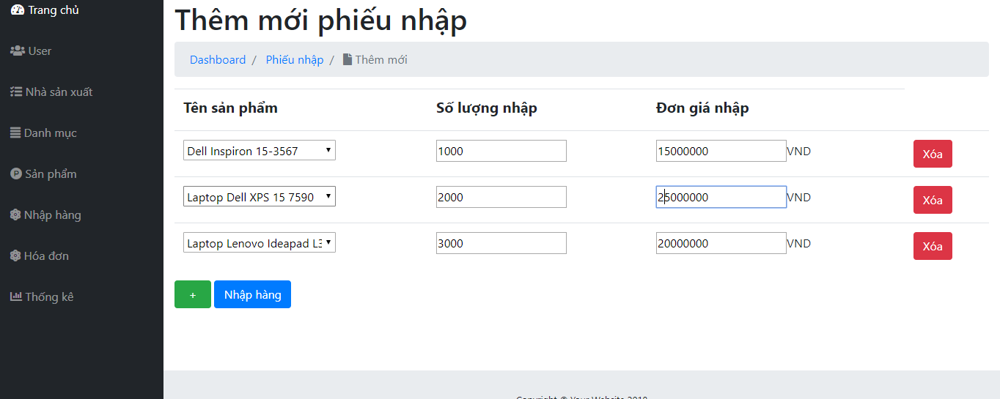 Trang chủ
User
Nhà sản xuất
Danh mục
Sản phẩm
Nhập hàng
Hóa đơn
Thống kê
Thêm mới phiếu nhập
Dashboard / Phiếu nhập / Thêm mới
Tên sản phẩm Số lượng nhập Đơn giá nhập
Dell Inspiron 15-3567 1000 15000000 VND Xóa
Laptop Dell XPS 15 7590 2000 25000000 VND Xóa
Laptop Lenovo Ideapad L3 3000 20000000 VND Xóa
+ Nhập hàng
Copyright © Your Website 2019